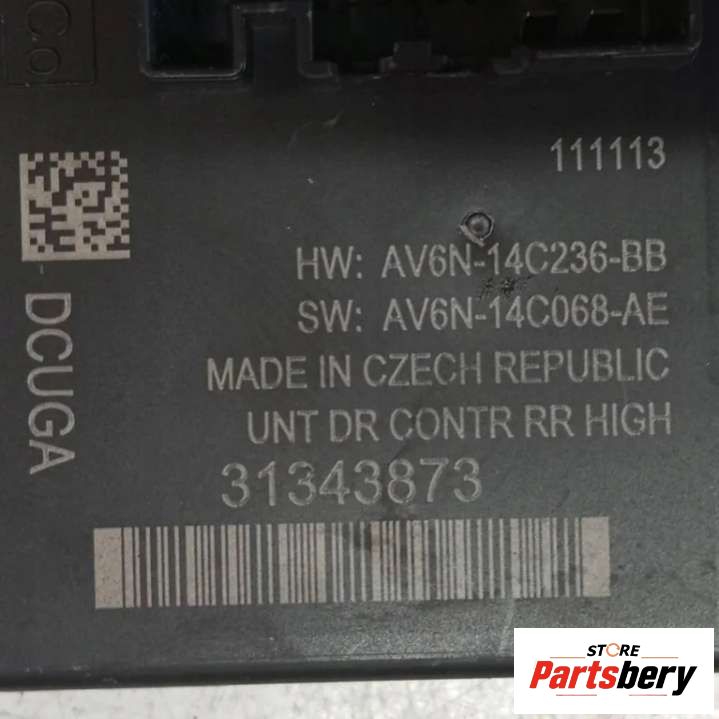 Co
111113
HW: AV6N-14C236-BB
SW: AV6N-14C068-AE
MADE IN CZECH REPUBLIC
UNT DR CONTR RR HIGH
DCUGA
31343873
STORE
Partsbery